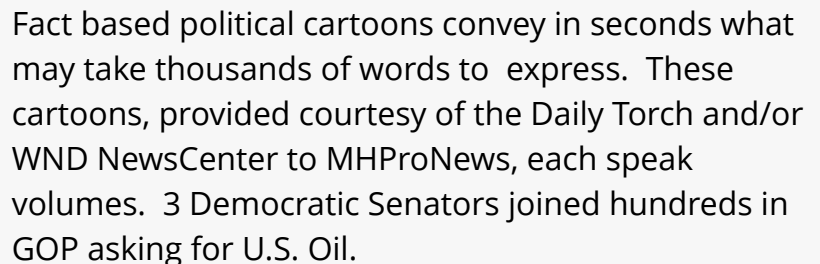 Fact based political cartoons convey in seconds what
may take thousands of words to  express.  These
cartoons, provided courtesy of the Daily Torch and/or
WND NewsCenter to MHProNews, each speak
volumes.  3 Democratic Senators joined hundreds in
GOP asking for U.S. Oil.